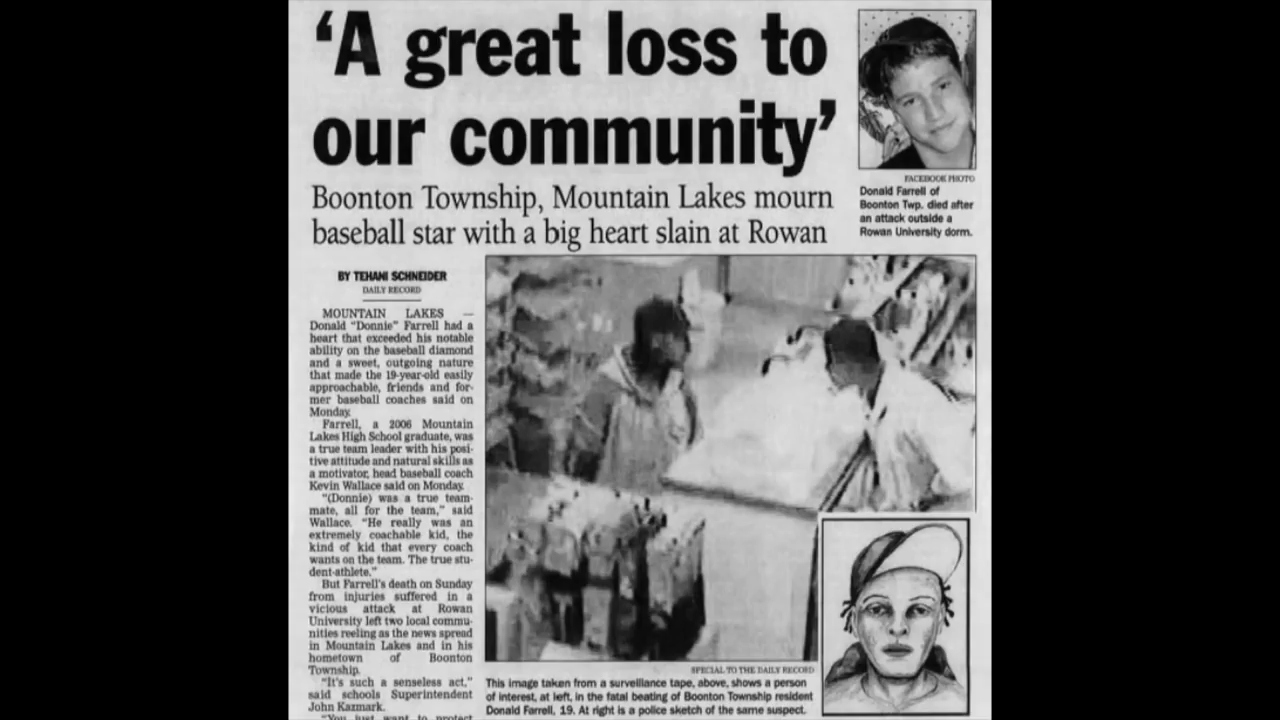 ‘A great loss to
our community’
Boonton Township, Mountain Lakes mourn
baseball star with a big heart slain at Rowan
FACEBOOK PHOTO
Donald Farrell of
Boonton Twp. died after
an attack outside a
Rowan University dorm.
BY TEHANI SCHNEIDER
DAILY RECORD
MOUNTAIN LAKES —
Donald “Donnie” Farrell had a
heart that exceeded his notable
ability on the baseball diamond
and a sweet, outgoing nature
that made the 19-year-old easily
approachable, friends and for-
mer baseball coaches said on
Monday.
Farrell, a 2006 Mountain
Lakes High School graduate, was
a true team leader with his posi-
tive attitude and natural skills as
a motivator, head baseball coach
Kevin Wallace said on Monday.
“(Donnie) was a true team-
mate, all for the team,” said
Wallace. “He really was an
extremely coachable kid, the
kind of kid that every coach
wants on the team. The true stu-
dent-athlete.”
But Farrell’s death on Sunday
from injuries suffered in a
vicious attack at Rowan
University left two local commu-
nities reeling as the news spread
in Mountain Lakes and in his
hometown of Boonton
Township.
“It’s such a senseless act,”
said schools Superintendent
John Kazmark.
“You just want to protect
SPECIAL TO THE DAILY RECORD
This image taken from a surveillance tape, above, shows a person
of interest, at left, in the fatal beating of Boonton Township resident
Donald Farrell, 19. At right is a police sketch of the same suspect.